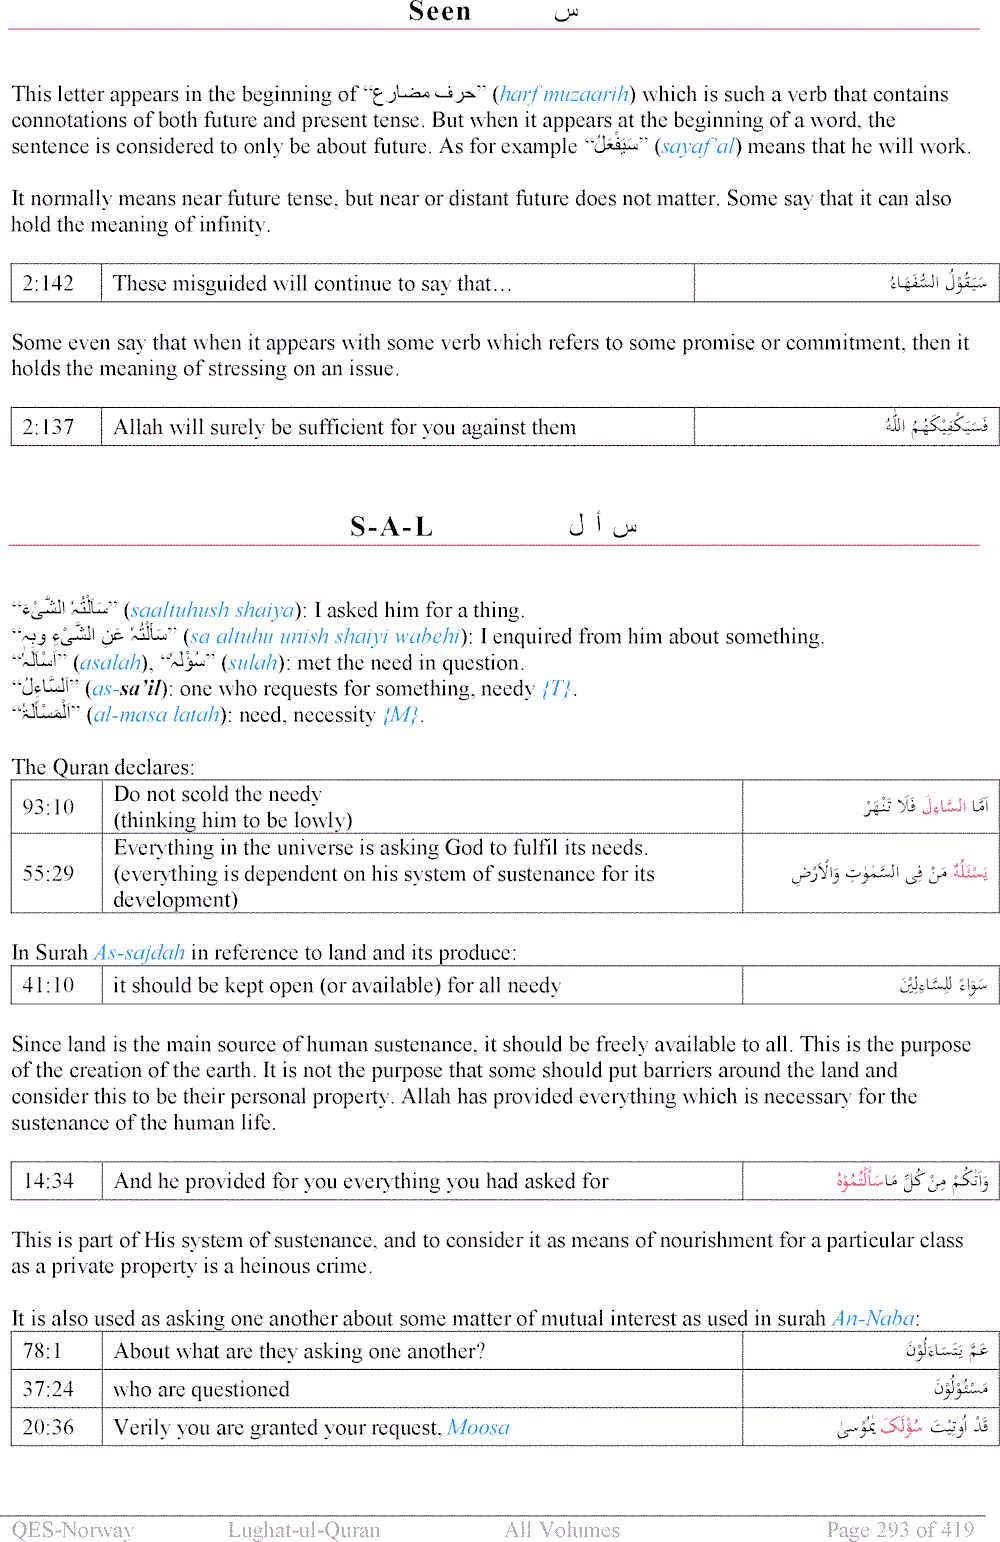 Seen س
This letter appears in the beginning of “حرف مضارع” (harf muzaarih) which is such a verb that contains
connotations of both future and present tense. But when it appears at the beginning of a word, the
sentence is considered to only be about future. As for example “سَيَفْعَلُ” (sayaf’al) means that he will work.
It normally means near future tense, but near or distant future does not matter. Some say that it can also
hold the meaning of infinity.
2:142 These misguided will continue to say that… سَيَقُوْلُ السُّفَهَاءُ
Some even say that when it appears with some verb which refers to some promise or commitment, then it
holds the meaning of stressing on an issue.
2:137 Allah will surely be sufficient for you against them فَسَيَكْفِيْكَهُمُ اللّٰهُ
S-A-L س أ ل
“سَاَلْتُہُ الشَّیْءَ” (saaltuhush shaiya): I asked him for a thing.
“سَاَلْتُہُ عَنِ الشَّیْءِ وبِہٖ” (sa altuhu unish shaiyi wabehi): I enquired from him about something.
“اَسْاَلَہٗ” (asalah), “سُؤْلَہٗ” (sulah): met the need in question.
“اَلسَّاءِلُ” (as-sa’il): one who requests for something, needy {T}.
“اَلْمَسْاَلَۃُ” (al-masa latah): need, necessity {M}.
The Quran declares:
93:10 Do not scold the needy
(thinking him to be lowly) اَمَّا السَّاءِلَ فَلَا تَنْهَرْ
55:29 Everything in the universe is asking God to fulfil its needs.
(everything is dependent on his system of sustenance for its
development) يَسْئَلُهٗ مَنْ فِى السَّمٰوٰتِ وَالْاَرْضِ
In Surah As-sajdah in reference to land and its produce:
41:10 it should be kept open (or available) for all needy سَوَاءً لِلسَّاءِلِيْنَ
Since land is the main source of human sustenance, it should be freely available to all. This is the purpose
of the creation of the earth. It is not the purpose that some should put barriers around the land and
consider this to be their personal property. Allah has provided everything which is necessary for the
sustenance of the human life.
14:34 And he provided for you everything you had asked for وَاٰتٰكُمْ مِنْ كُلِّ مَاسَأَلْتُمُوْهُ
This is part of His system of sustenance, and to consider it as means of nourishment for a particular class
as a private property is a heinous crime.
It is also used as asking one another about some matter of mutual interest as used in surah An-Naba:
78:1 About what are they asking one another? عَمَّ يَتَسَاءَلُوْنَ
37:24 who are questioned مَسْئُوْلُوْنَ
20:36 Verily you are granted your request, Moosa قَدْ اُوتِيْتَ سُؤْلَكَ يٰمُوْسىٰ
QES-Norway Lughat-ul-Quran All Volumes Page 293 of 419